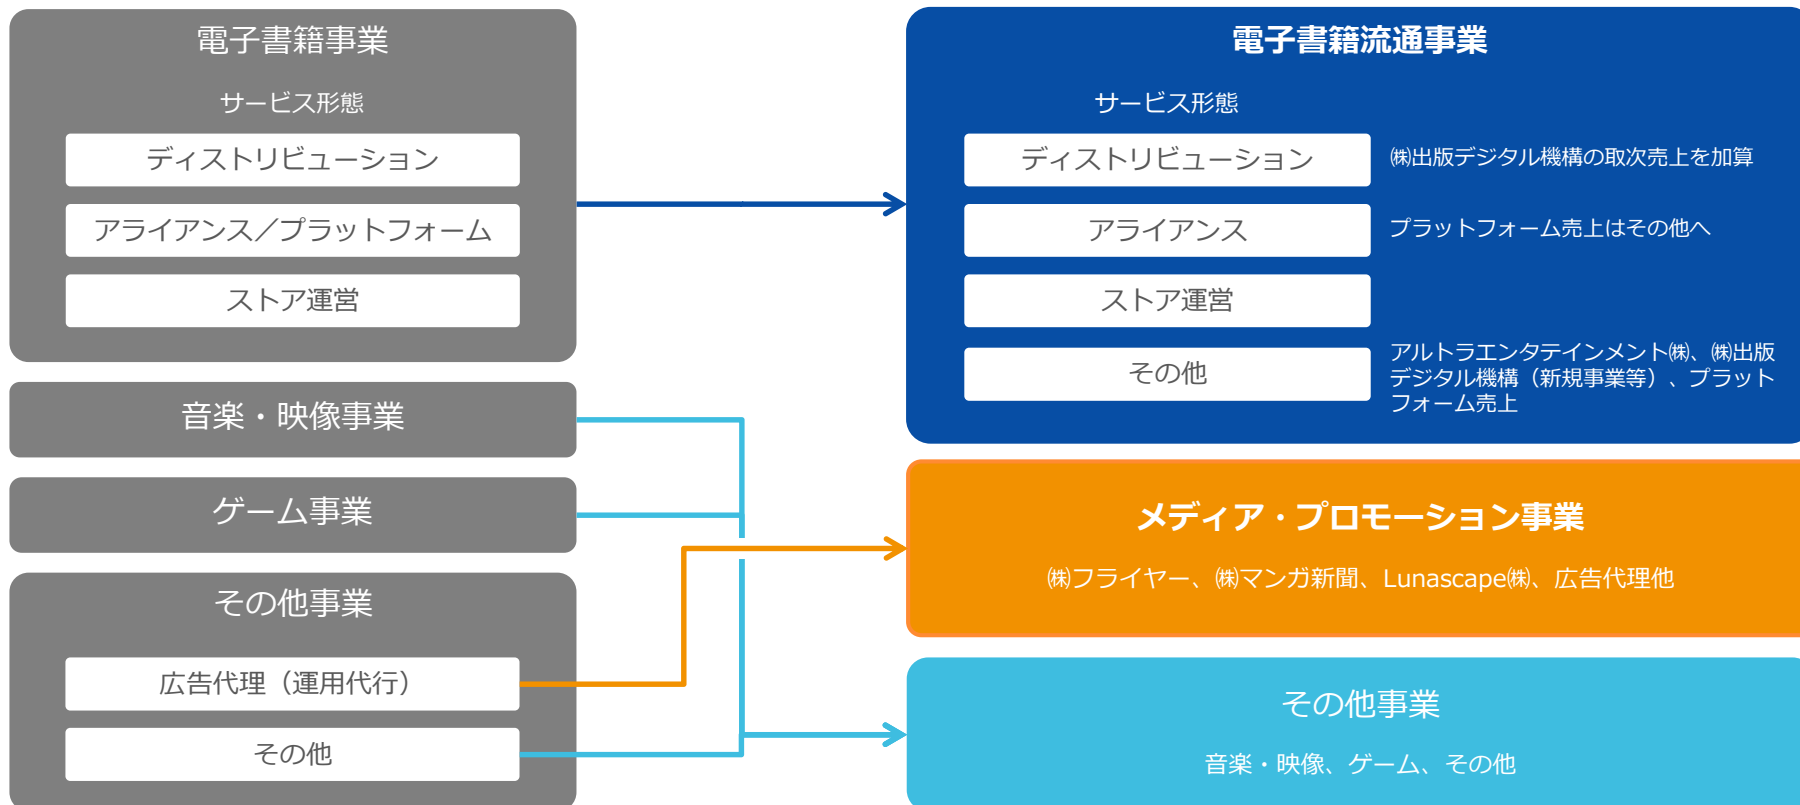 電子書籍事業
サービス形態
ディストリビューション
アライアンス／プラットフォーム
ストア運営
音楽・映像事業
ゲーム事業
その他事業
広告代理（運用代行）
その他
電子書籍流通事業
サービス形態
ディストリビューション
㈱出版デジタル機構の取次売上を加算
アライアンス
プラットフォーム売上はその他へ
ストア運営
その他
アルトラエンタテインメント㈱、㈱出版
デジタル機構（新規事業等）、プラット
フォーム売上
メディア・プロモーション事業
㈱フライヤー、㈱マンガ新聞、Lunascape㈱、広告代理他
その他事業
音楽・映像、ゲーム、その他